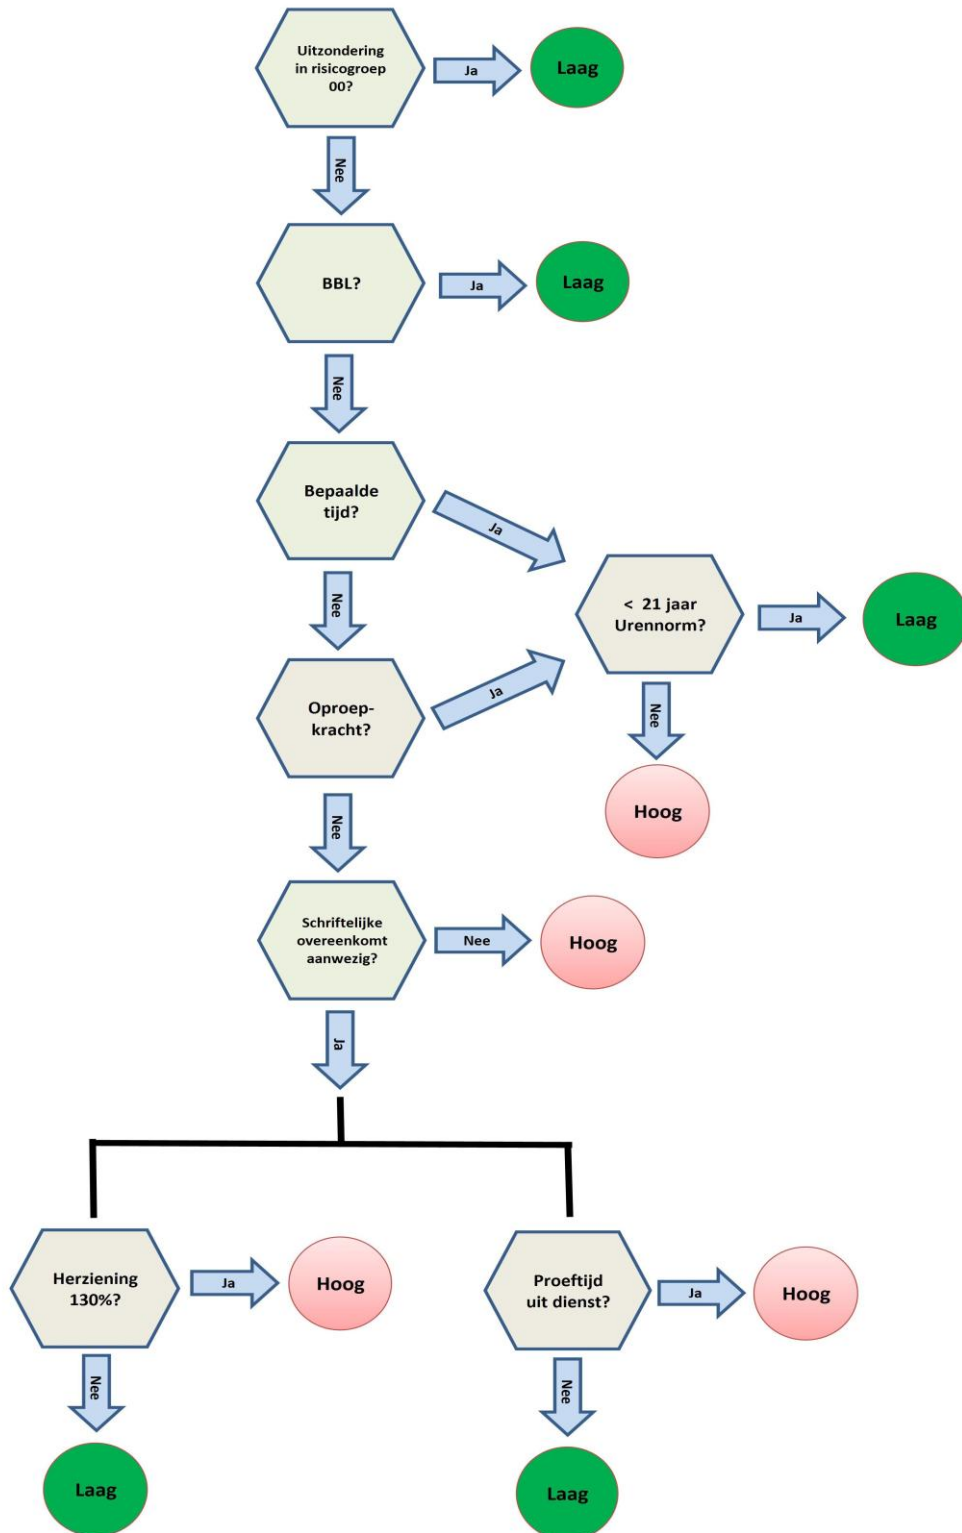 Uitzondering
in risicogroep
00?
Ja
Laag
Nee
BBL?
Ja
Laag
Nee
Bepaalde
tijd?
Ja
Nee
< 21 jaar
Urennorm?
Ja
Laag
Nee
Hoog
Oproep-
kracht?
Ja
Nee
Schriftelijke
overeenkomt
aanwezig?
Nee
Hoog
Ja
Herziening
130%?
Ja
Hoog
Nee
Laag
Proeftijd
uit dienst?
Ja
Hoog
Nee
Laag